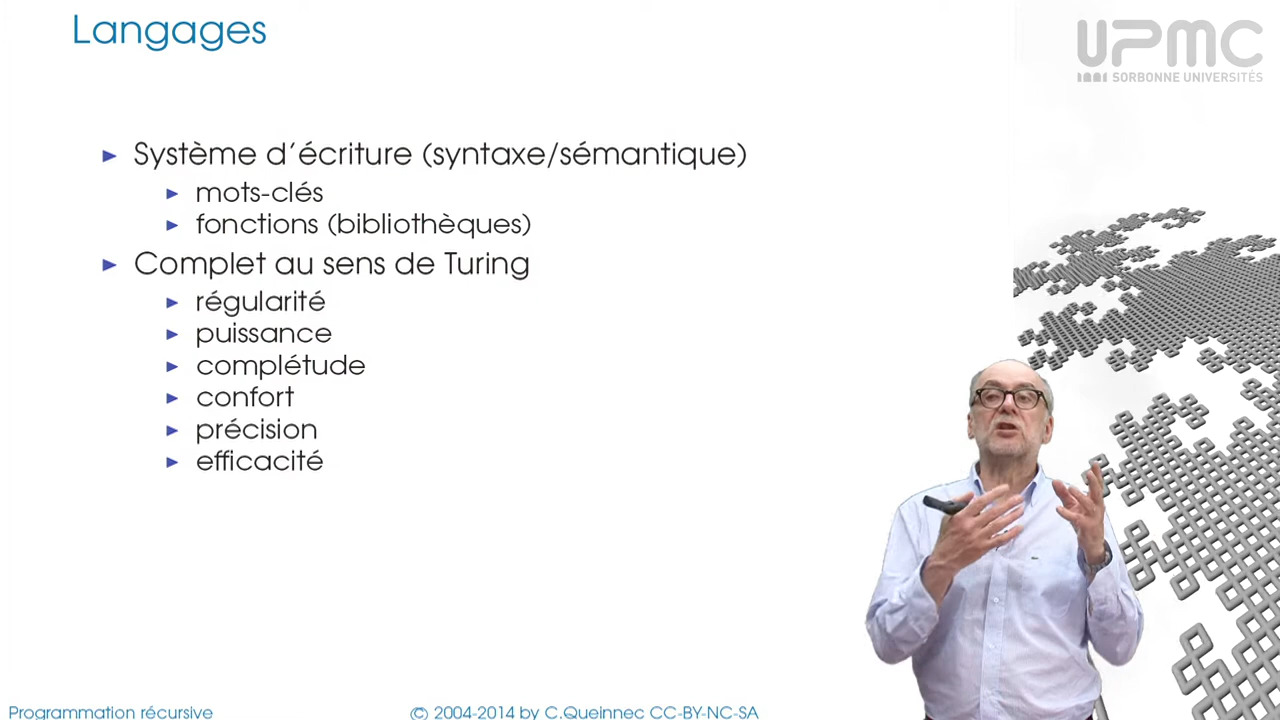 Langages
UPMC
SORBONNE UNIVERSITÉS
► Système d'écriture (syntaxe/sémantique)
► mots-clés
► fonctions (bibliothèques)
► Complet au sens de Turing
► régularité
► puissance
► complétude
► confort
► précision
► efficacité
Programmation récursive
© 2004-2014 by C.Queinnec CC-BY-NC-SA